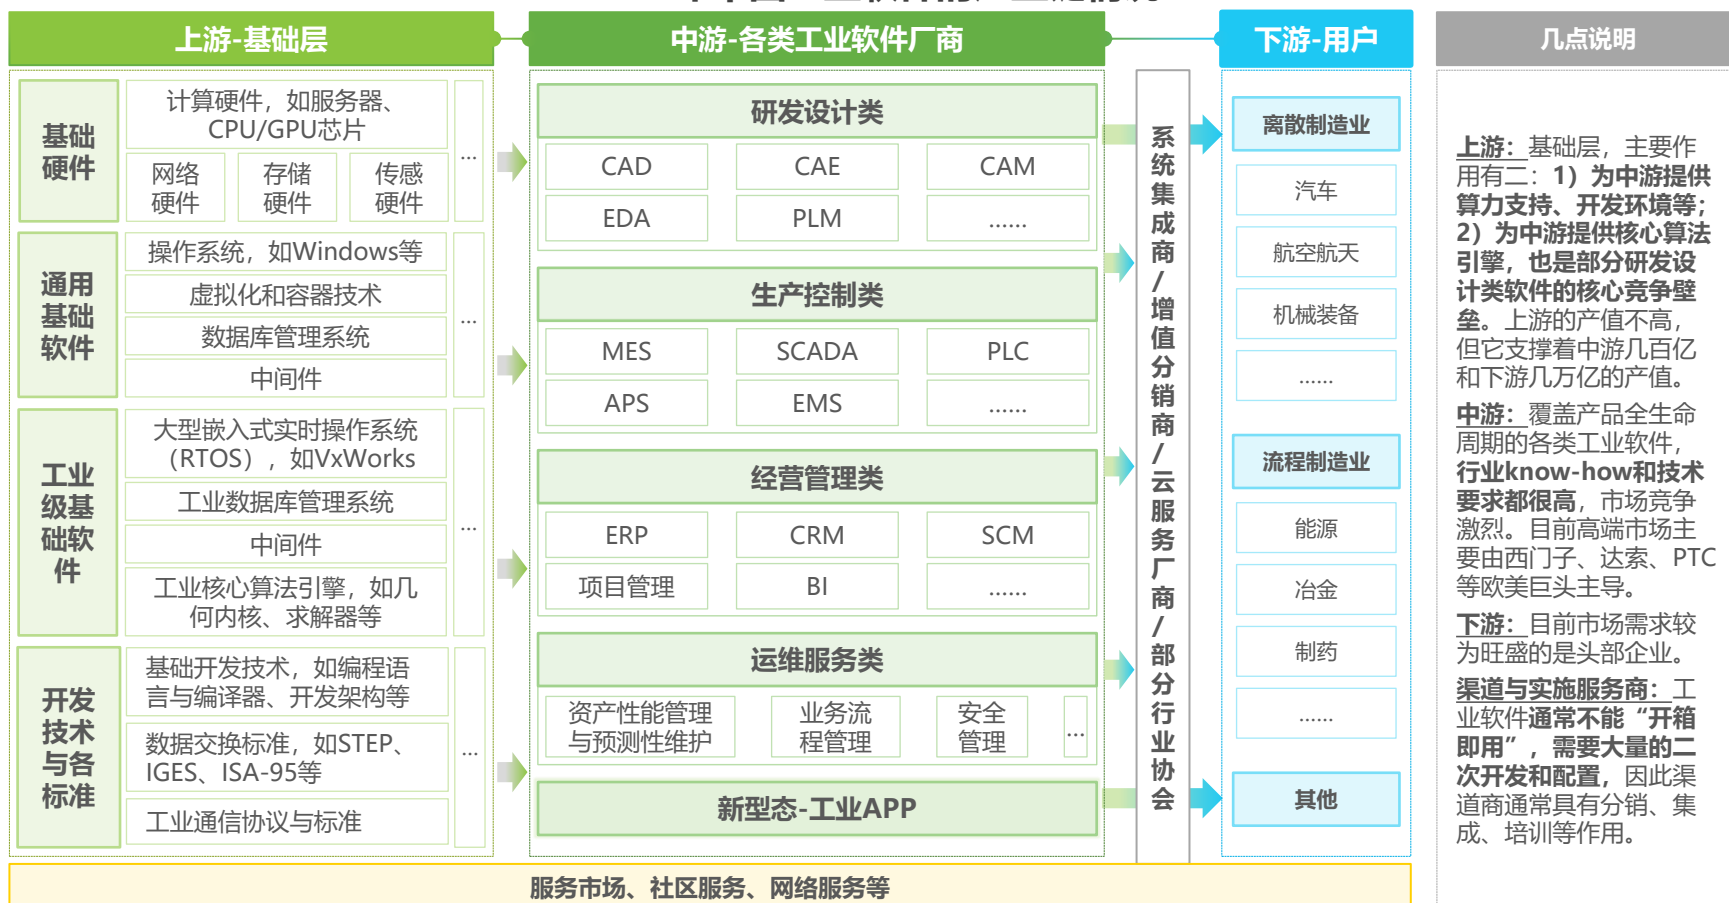 上游-基础层
基础
硬件
计算硬件，如服务器、
CPU/GPU芯片
网络
硬件
存储
硬件
传感
硬件
...
通用
基础
软件
操作系统，如Windows等
虚拟化和容器技术
数据库管理系统
中间件
...
工业
级基
础软
件
大型嵌入式实时操作系统
（RTOS），如VxWorks
工业数据库管理系统
中间件
工业核心算法引擎，如几
何内核、求解器等
...
开发
技术
与各
标准
基础开发技术，如编程语
言与编译器、开发架构等
数据交换标准，如STEP、
IGES、ISA-95等
工业通信协议与标准
...
中游-各类工业软件厂商
研发设计类
CAD
CAE
CAM
EDA
PLM
......
生产控制类
MES
SCADA
PLC
APS
EMS
......
经营管理类
ERP
CRM
SCM
项目管理
BI
......
运维服务类
资产性能管理
与预测性维护
业务流
程管理
安全
管理
...
新型态-工业APP
系
统
集
成
商
/
增
值
分
销
商
/
云
服
务
厂
商
/
部
分
行
业
协
会
下游-用户
离散制造业
汽车
航空航天
机械装备
......
流程制造业
能源
冶金
制药
......
其他
服务市场、社区服务、网络服务等
几点说明
上游：基础层，主要作
用有二：1）为中游提供
算力支持、开发环境等；
2）为中游提供核心算法
引擎，也是部分研发设
计类软件的核心竞争壁
垒。上游的产值不高，
但它支撑着中游几百亿
和下游几万亿的产值。
中游：覆盖产品全生命
周期的各类工业软件，
行业know-how和技术
要求都很高，市场竞争
激烈。目前高端市场主
要由西门子、达索、PTC
等欧美巨头主导。
下游：目前市场需求较
为旺盛的是头部企业。
渠道与实施服务商：工
业软件通常不能“开箱
即用”，需要大量的二
次开发和配置，因此渠
道商通常具有分销、集
成、培训等作用。